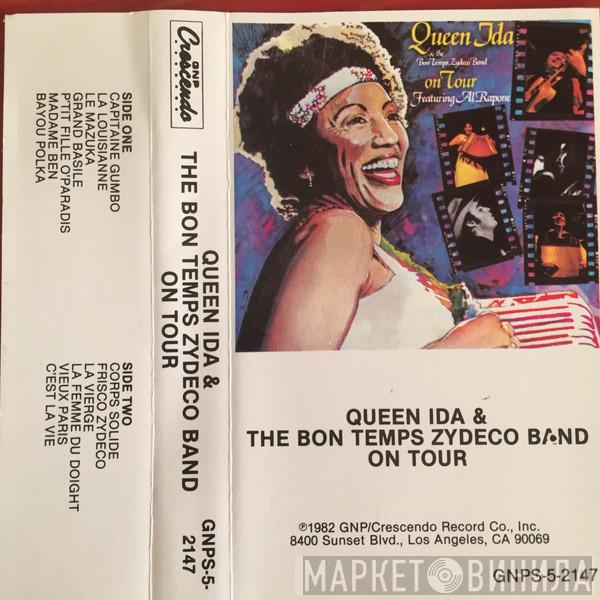 SIDE ONE
CAPITAINE GUMBO
LA LOUISIANNE
LE MAZUKA
GRAND BASILE
P'TIT FILLE O'PARADIS
MADAME BEN
BAYOU POLKA
SIDE TWO
CORPS SOLIDE
FRISCO ZYDECO
LA VIERGE
LA FEMME DU DOIGHT
VIEUX PARIS
C'EST LA VIE
GNP
Crescendo
QUEEN IDA &
THE BON TEMPS ZYDECO BAND
ON TOUR
GNPS-5-
2147
Queen Ida
& the
Bon Temps Zydeco Band
on Tour
Featuring Al Rapone
QUEEN IDA &
THE BON TEMPS ZYDECO BAND
ON TOUR
℗1982 GNP/Crescendo Record Co., Inc.
8400 Sunset Blvd., Los Angeles, CA 90069
GNPS-5-2147
МАРКЕТ ВИНИЛА